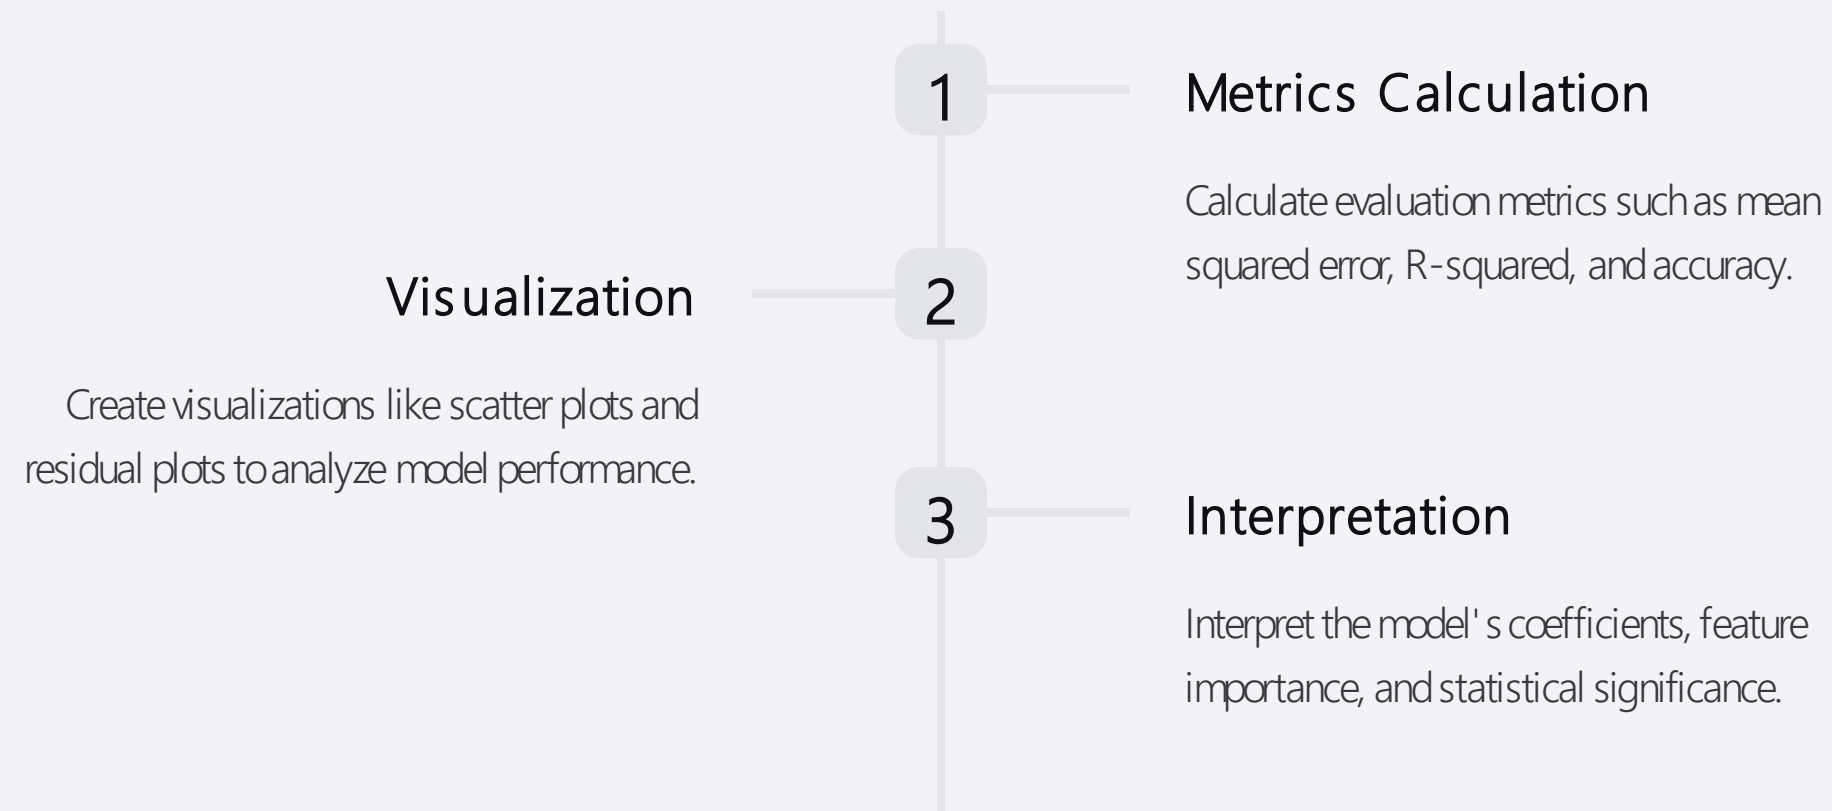 1
Metrics Calculation
Calculate evaluation metrics such as mean
squared error, R-squared, and accuracy.
2
Visualization
Create visualizations like scatter plots and
residual plots to analyze model performance.
3
Interpretation
Interpret the model's coefficients, feature
importance, and statistical significance.